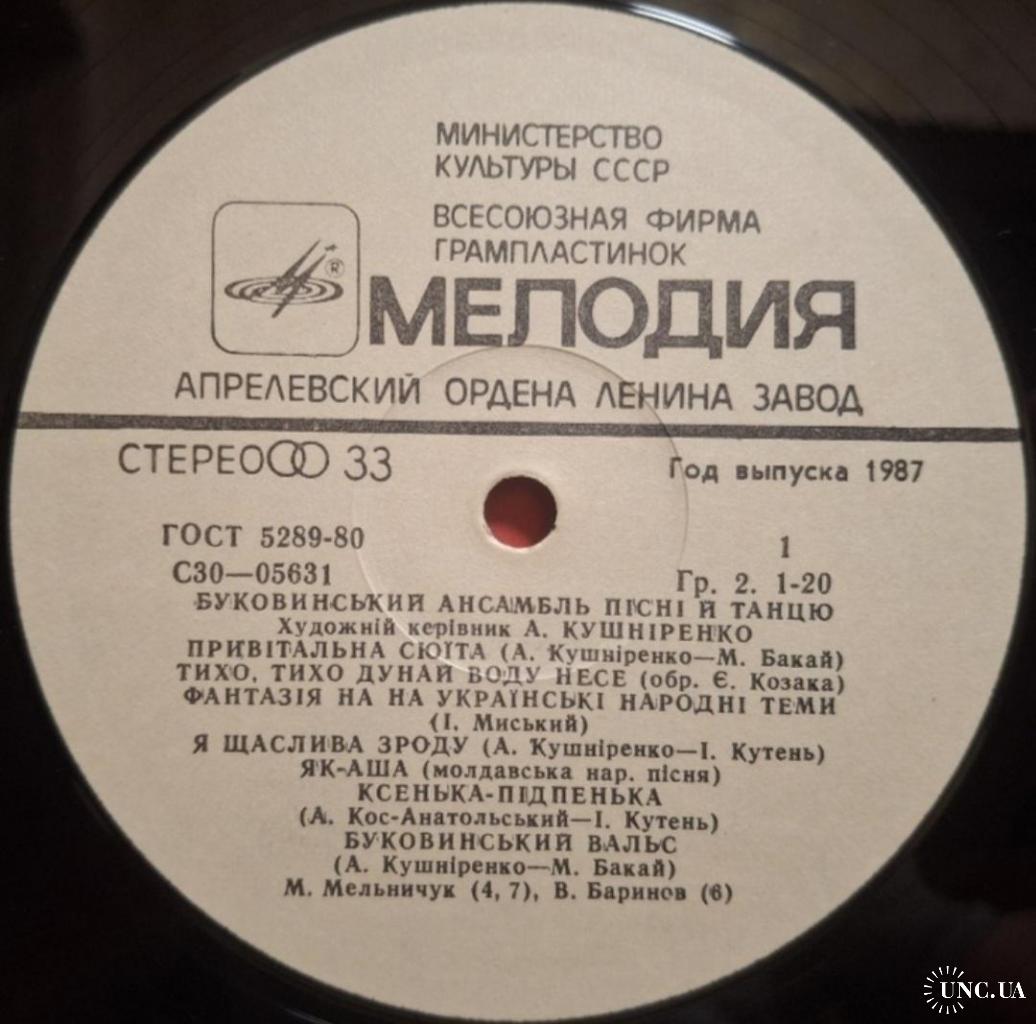 МИНИСТЕРСТВО
КУЛЬТУРЫ СССР
ВСЕСОЮЗНАЯ ФИРМА
ГРАМПЛАСТИНОК
®
МЕЛОДИЯ
АПРЕЛЕВСКИЙ ОРДЕНА ЛЕНИНА ЗАВОД
СТЕРЕО 33
Год выпуска 1987
ГОСТ 5289-80
1
С30—05631
Гр. 2. 1-20
БУКОВИНСЬКИЙ АНСАМБЛЬ ПІСНІ Й ТАНЦЮ
Художній керівник А. КУШНІРЕНКО
ПРИВІТАЛЬНА СЮЇТА (А. Кушніренко—М. Бакай)
ТИХО, ТИХО ДУНАЙ ВОДУ НЕСЕ (обр. Є. Козака)
ФАНТАЗІЯ НА НА УКРАЇНСЬКІ НАРОДНІ ТЕМИ
(І. Миський)
Я ЩАСЛИВА ЗРОДУ (А. Кушніренко—І. Кутень)
ЯК-АША (молдавська нар. пісня)
КСЕНЬКА-ПІДПЕНЬКА
(А. Кос-Анатольський—І. Кутень)
БУКОВИНСЬКИЙ ВАЛЬС
(А. Кушніренко—М. Бакай)
М. Мельничук (4, 7), В. Баринов (6)
UNC.UA